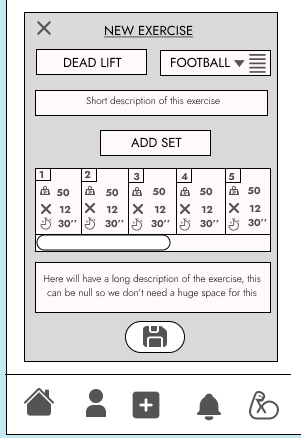 NEW EXERCISE
DEAD LIFT
FOOTBALL
Short description of this exercise
ADD SET
1 2 3 4 5
50 50 50 50 50
12 12 12 12 12
30’’ 30’’ 30’’ 30’’ 30’’
Here will have a long description of the exercise, this
can be null so we don’t need a huge space for this